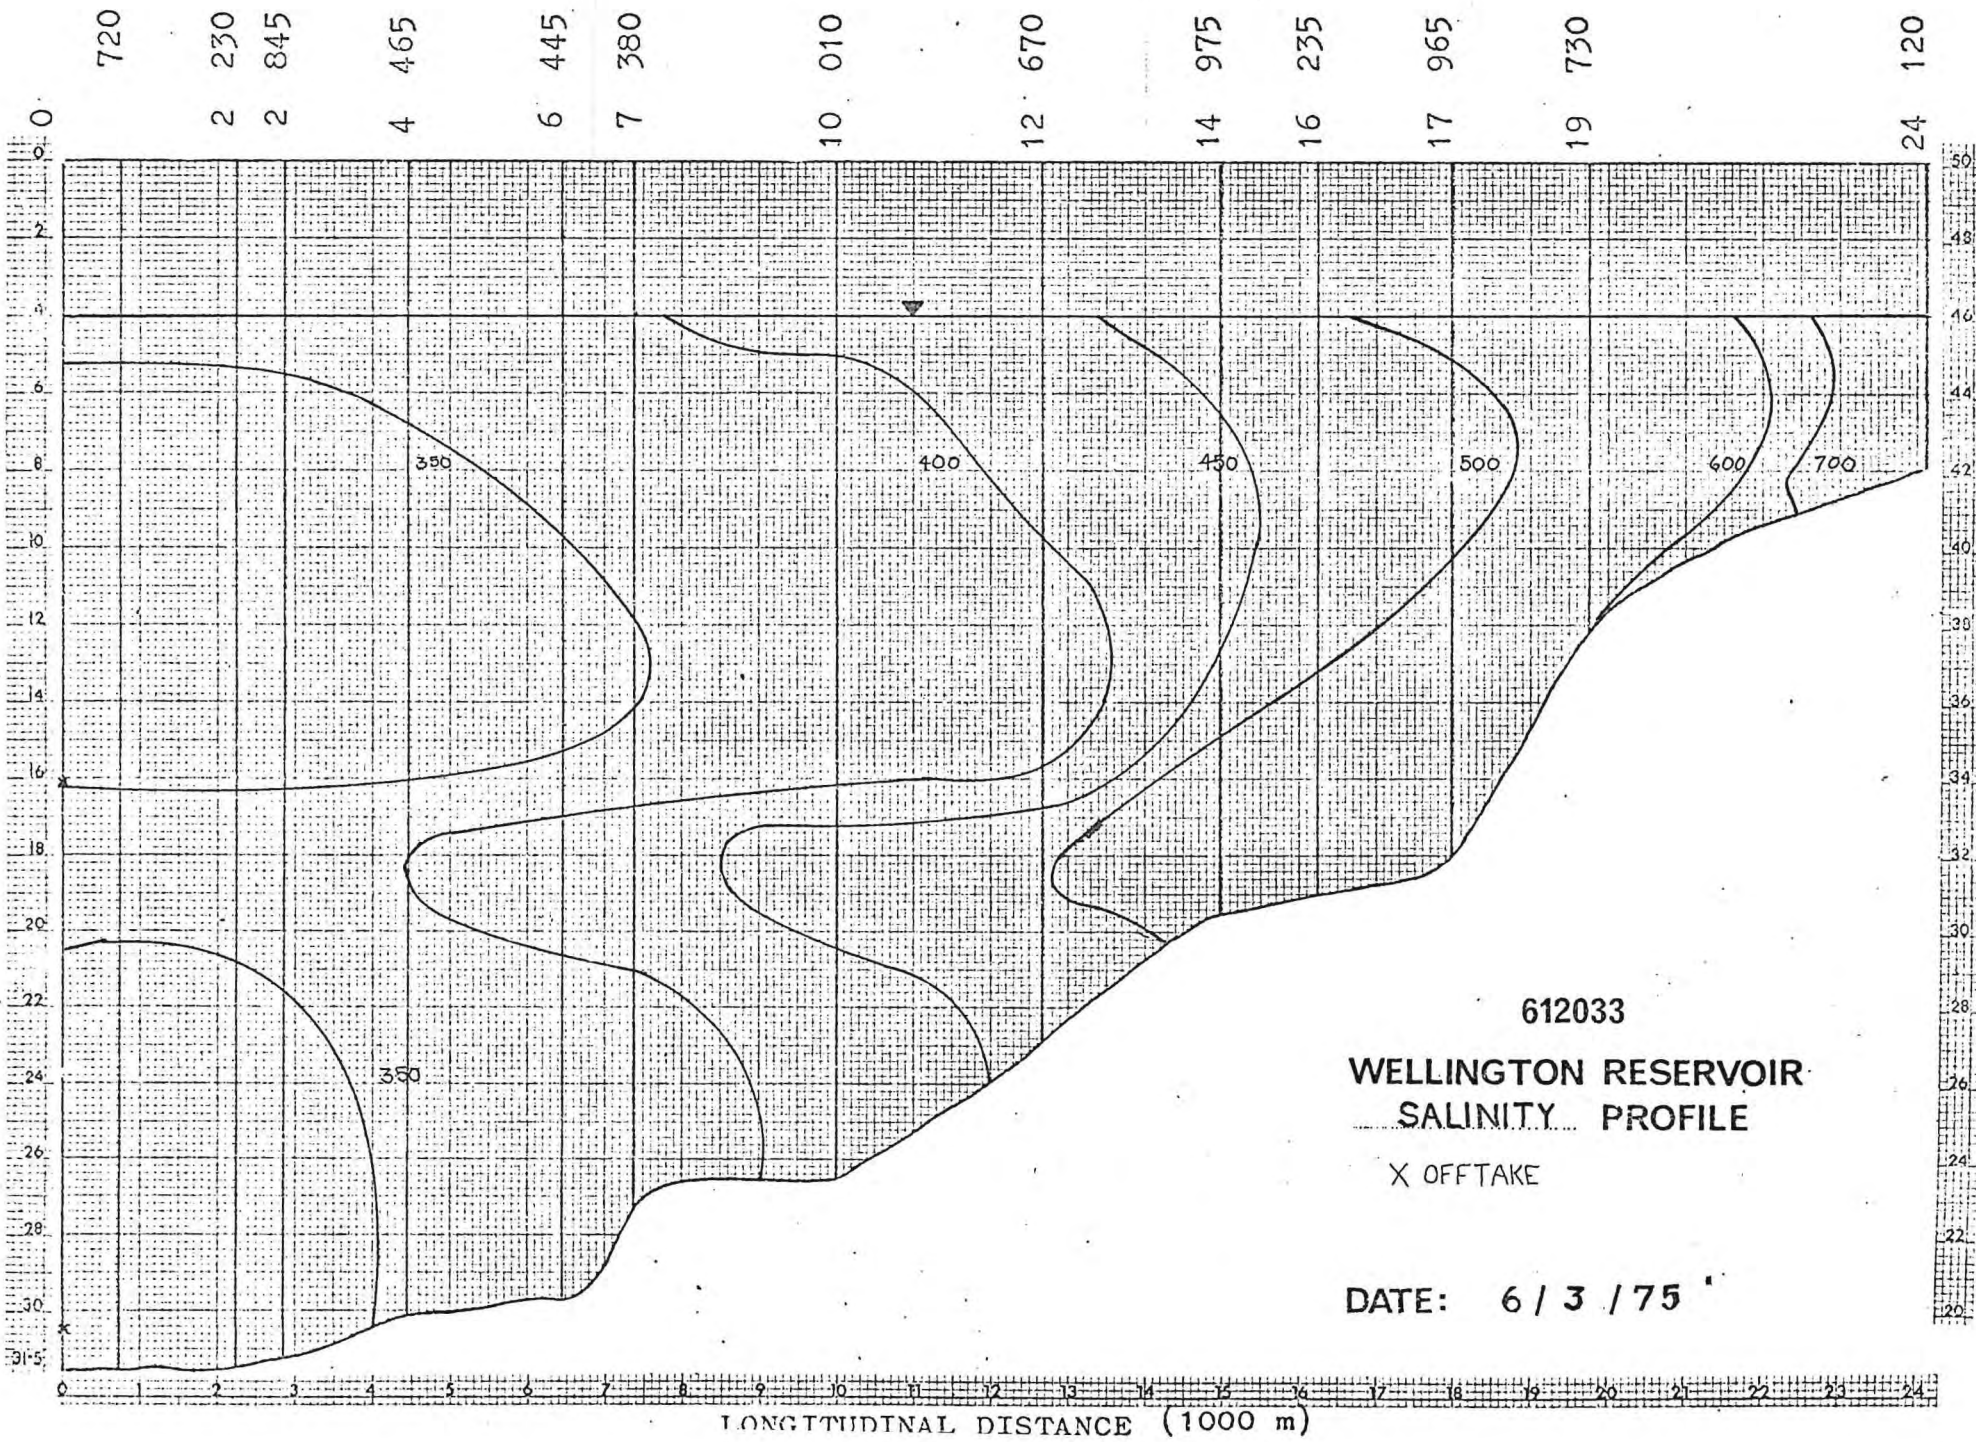 720 230 845 465 445 380 010 670 975 235 965 730 120
0 2 2 4 6 7 10 12 14 16 17 19 24
0 50
2 48
4 46
6 44
350 400 450 500 600 700
8 42
10 40
12 38
14 36
16 34
18 32
20 30
22 28
350
24 26
26 24
28 22
30 20
31.5
612033
WELLINGTON RESERVOIR
SALINITY PROFILE
X OFFTAKE
DATE: 6 / 3 / 75
0 1 2 3 4 5 6 7 8 9 10 11 12 13 14 15 16 17 18 19 20 21 22 23 24
LONGITUDINAL DISTANCE (1000 m)